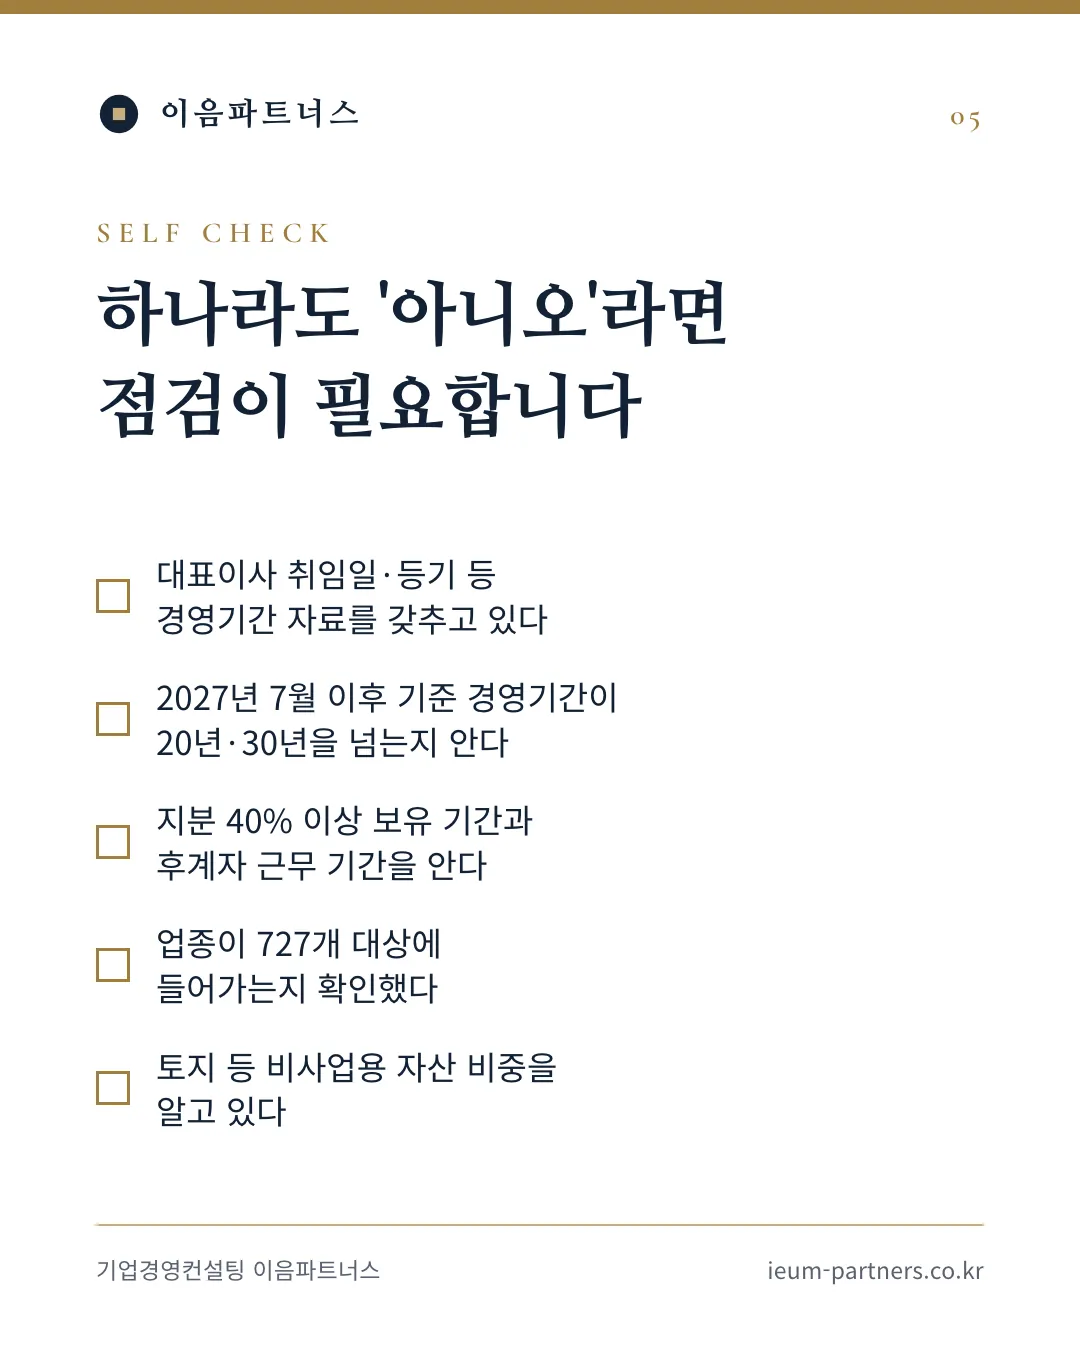 이음파트너스
05
SELF CHECK
하나라도 '아니오'라면
점검이 필요합니다
대표이사 취임일·등기 등
경영기간 자료를 갖추고 있다
2027년 7월 이후 기준 경영기간이
20년·30년을 넘는지 안다
지분 40% 이상 보유 기간과
후계자 근무 기간을 안다
업종이 727개 대상에
들어가는지 확인했다
토지 등 비사업용 자산 비중을
알고 있다
기업경영컨설팅 이음파트너스
ieum-partners.co.kr